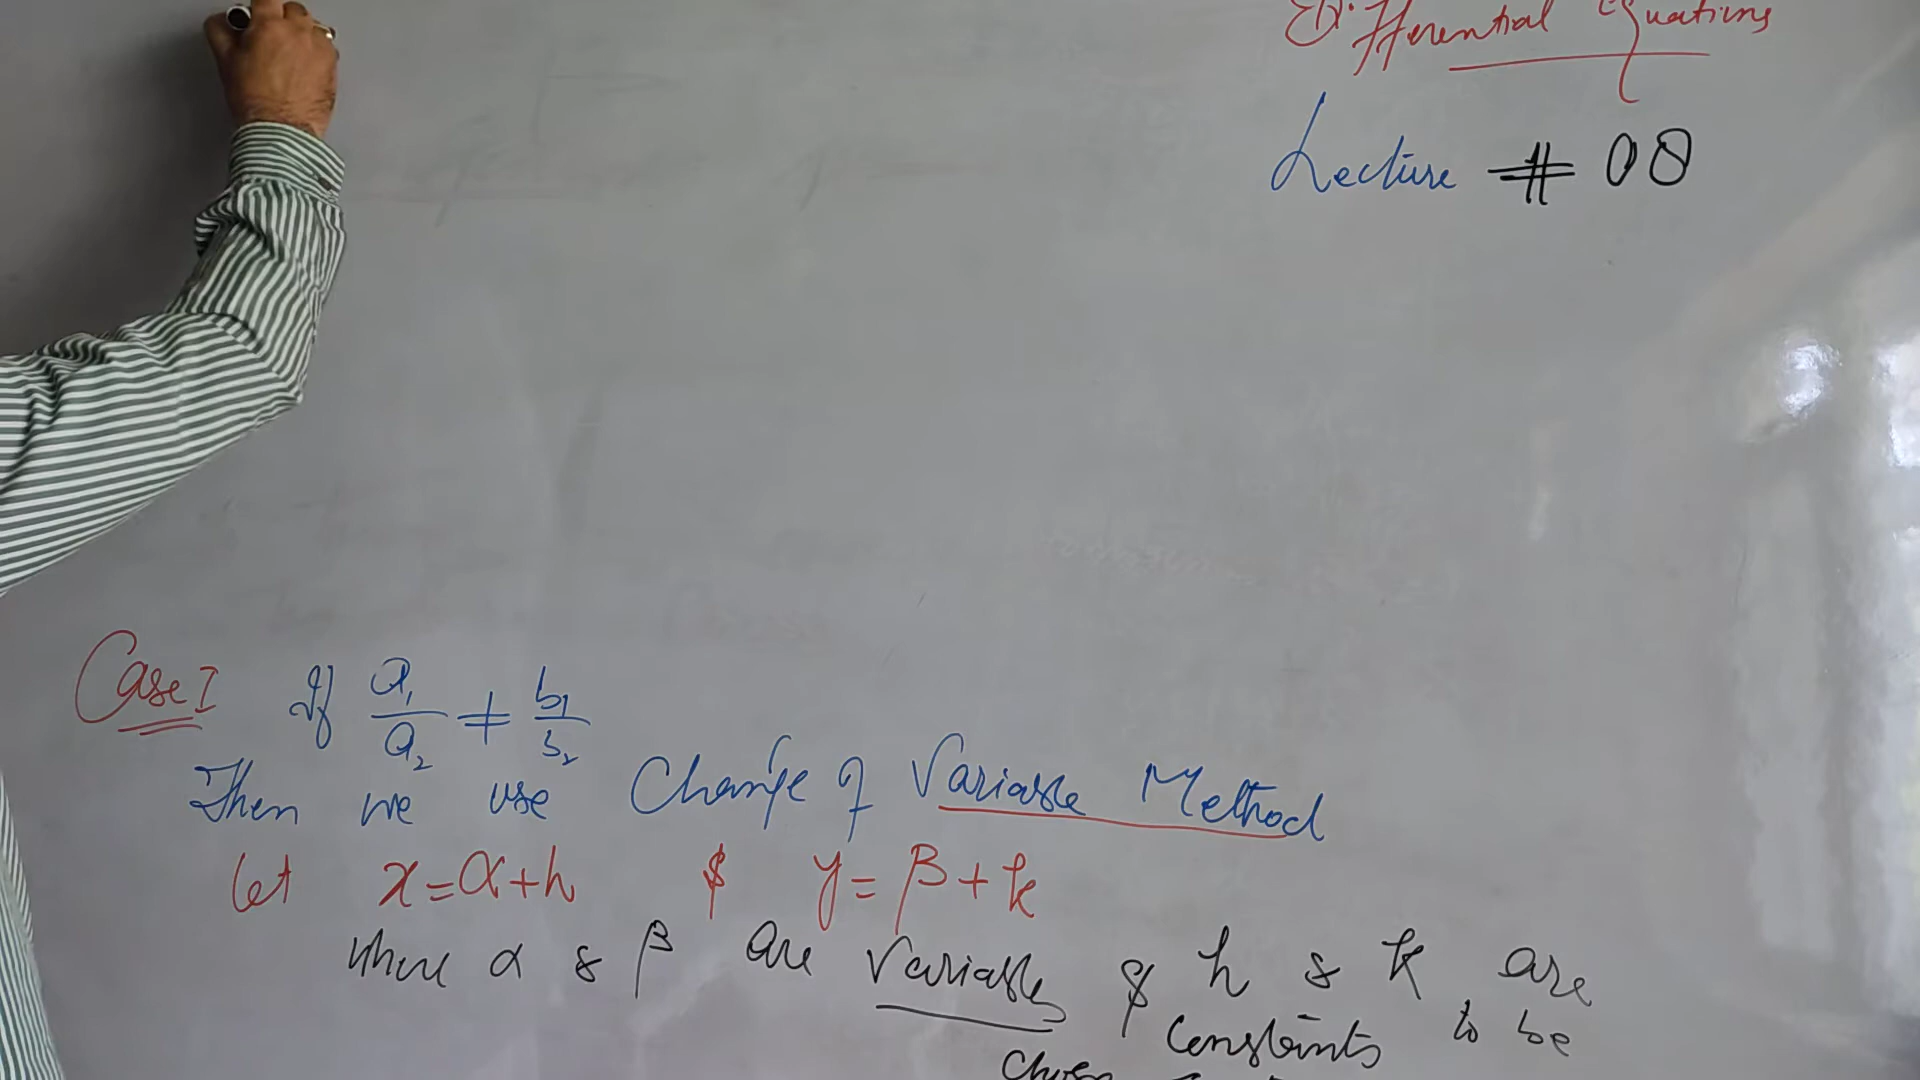 Differential Equations
Lecture # 08
Case I If a₁/a₂ ≠ b₁/b₂
Then we use Change of Variable Method
Let x = α + h & y = β + k
where α & β are Variables & h & k are
Constants to be